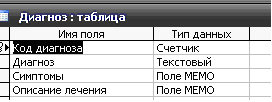 Диагноз : таблица
Имя поля Тип данных
Код диагноза Счетчик
Диагноз Текстовый
Симптомы Поле МЕМО
Описание лечения Поле МЕМО